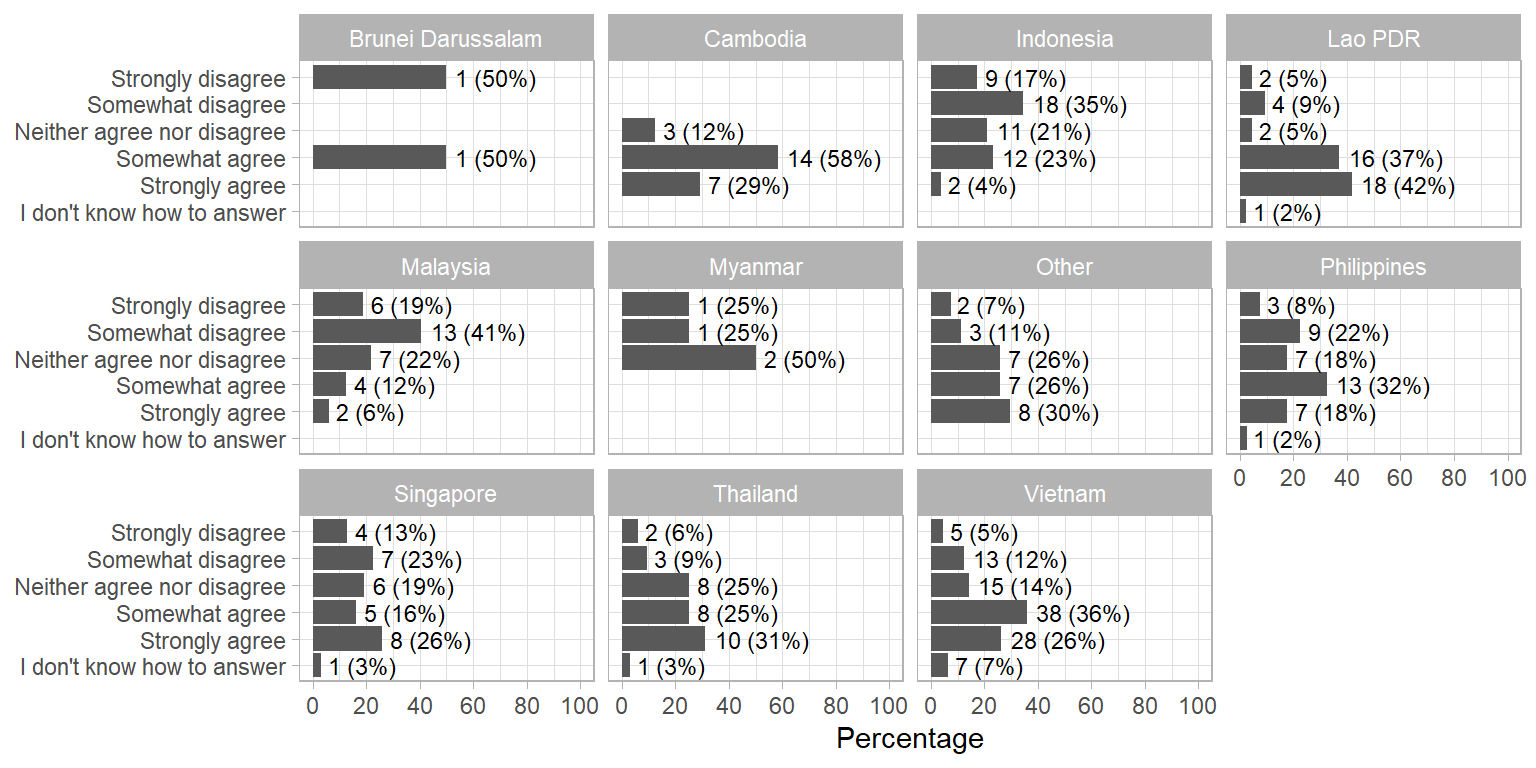 Brunei Darussalam Cambodia Indonesia Lao PDR
Strongly disagree 1 (50%) 9 (17%) 2 (5%)
Somewhat disagree 18 (35%) 4 (9%)
Neither agree nor disagree 3 (12%) 11 (21%) 2 (5%)
Somewhat agree 1 (50%) 14 (58%) 12 (23%) 16 (37%)
Strongly agree 7 (29%) 2 (4%) 18 (42%)
I don't know how to answer 1 (2%)
Malaysia Myanmar Other Philippines
Strongly disagree 6 (19%) 1 (25%) 2 (7%) 3 (8%)
Somewhat disagree 13 (41%) 1 (25%) 3 (11%) 9 (22%)
Neither agree nor disagree 7 (22%) 2 (50%) 7 (26%) 7 (18%)
Somewhat agree 4 (12%) 7 (26%) 13 (32%)
Strongly agree 2 (6%) 8 (30%) 7 (18%)
I don't know how to answer 1 (2%)
0 20 40 60 80 100
Singapore Thailand Vietnam
Strongly disagree 4 (13%) 2 (6%) 5 (5%)
Somewhat disagree 7 (23%) 3 (9%) 13 (12%)
Neither agree nor disagree 6 (19%) 8 (25%) 15 (14%)
Somewhat agree 5 (16%) 8 (25%) 38 (36%)
Strongly agree 8 (26%) 10 (31%) 28 (26%)
I don't know how to answer 1 (3%) 1 (3%) 7 (7%)
0 20 40 60 80 100 0 20 40 60 80 100 0 20 40 60 80 100
Percentage